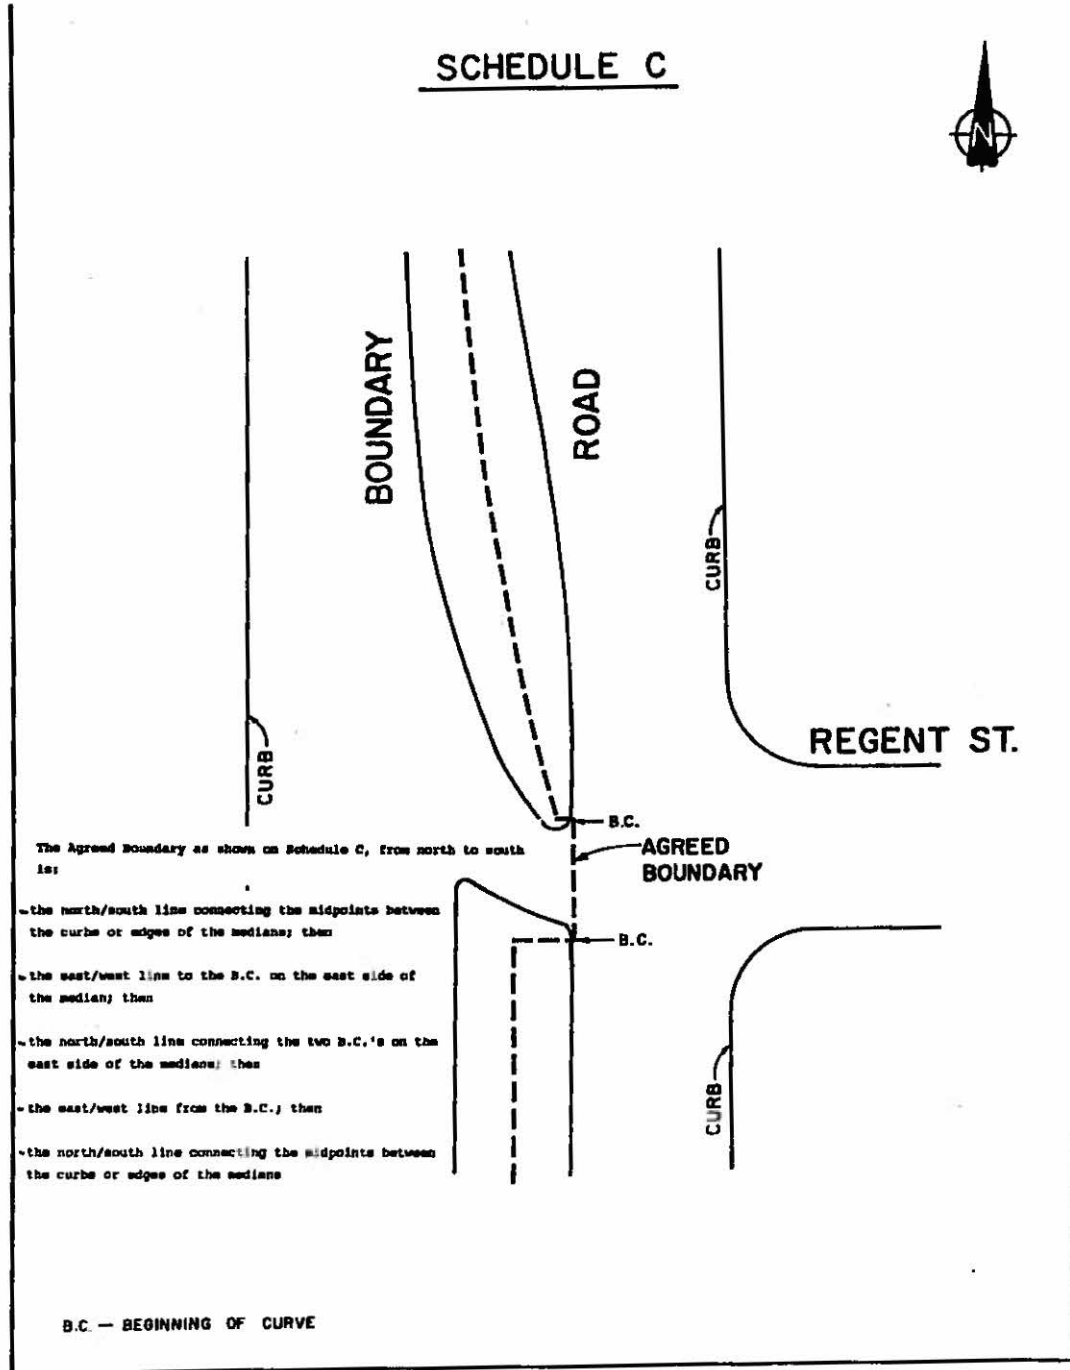 SCHEDULE C
N
BOUNDARY
ROAD
CURB
CURB
REGENT ST.
B.C.
AGREED
BOUNDARY
The Agreed Boundary as shown on Schedule C, from north to south
is:
-the north/south line connecting the midpoints between
the curbs or edges of the medians; then
-the east/west line to the B.C. on the east side of
the median; then
-the north/south line connecting the two B.C.'s on the
east side of the medians; then
-the east/west line from the B.C.; then
-the north/south line connecting the midpoints between
the curbs or edges of the medians
B.C.
CURB
B.C. — BEGINNING OF CURVE